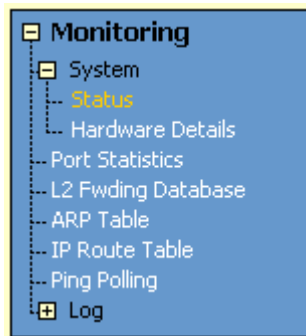 Monitoring
System
Status
Hardware Details
Port Statistics
L2 Fwding Database
ARP Table
IP Route Table
Ping Polling
Log